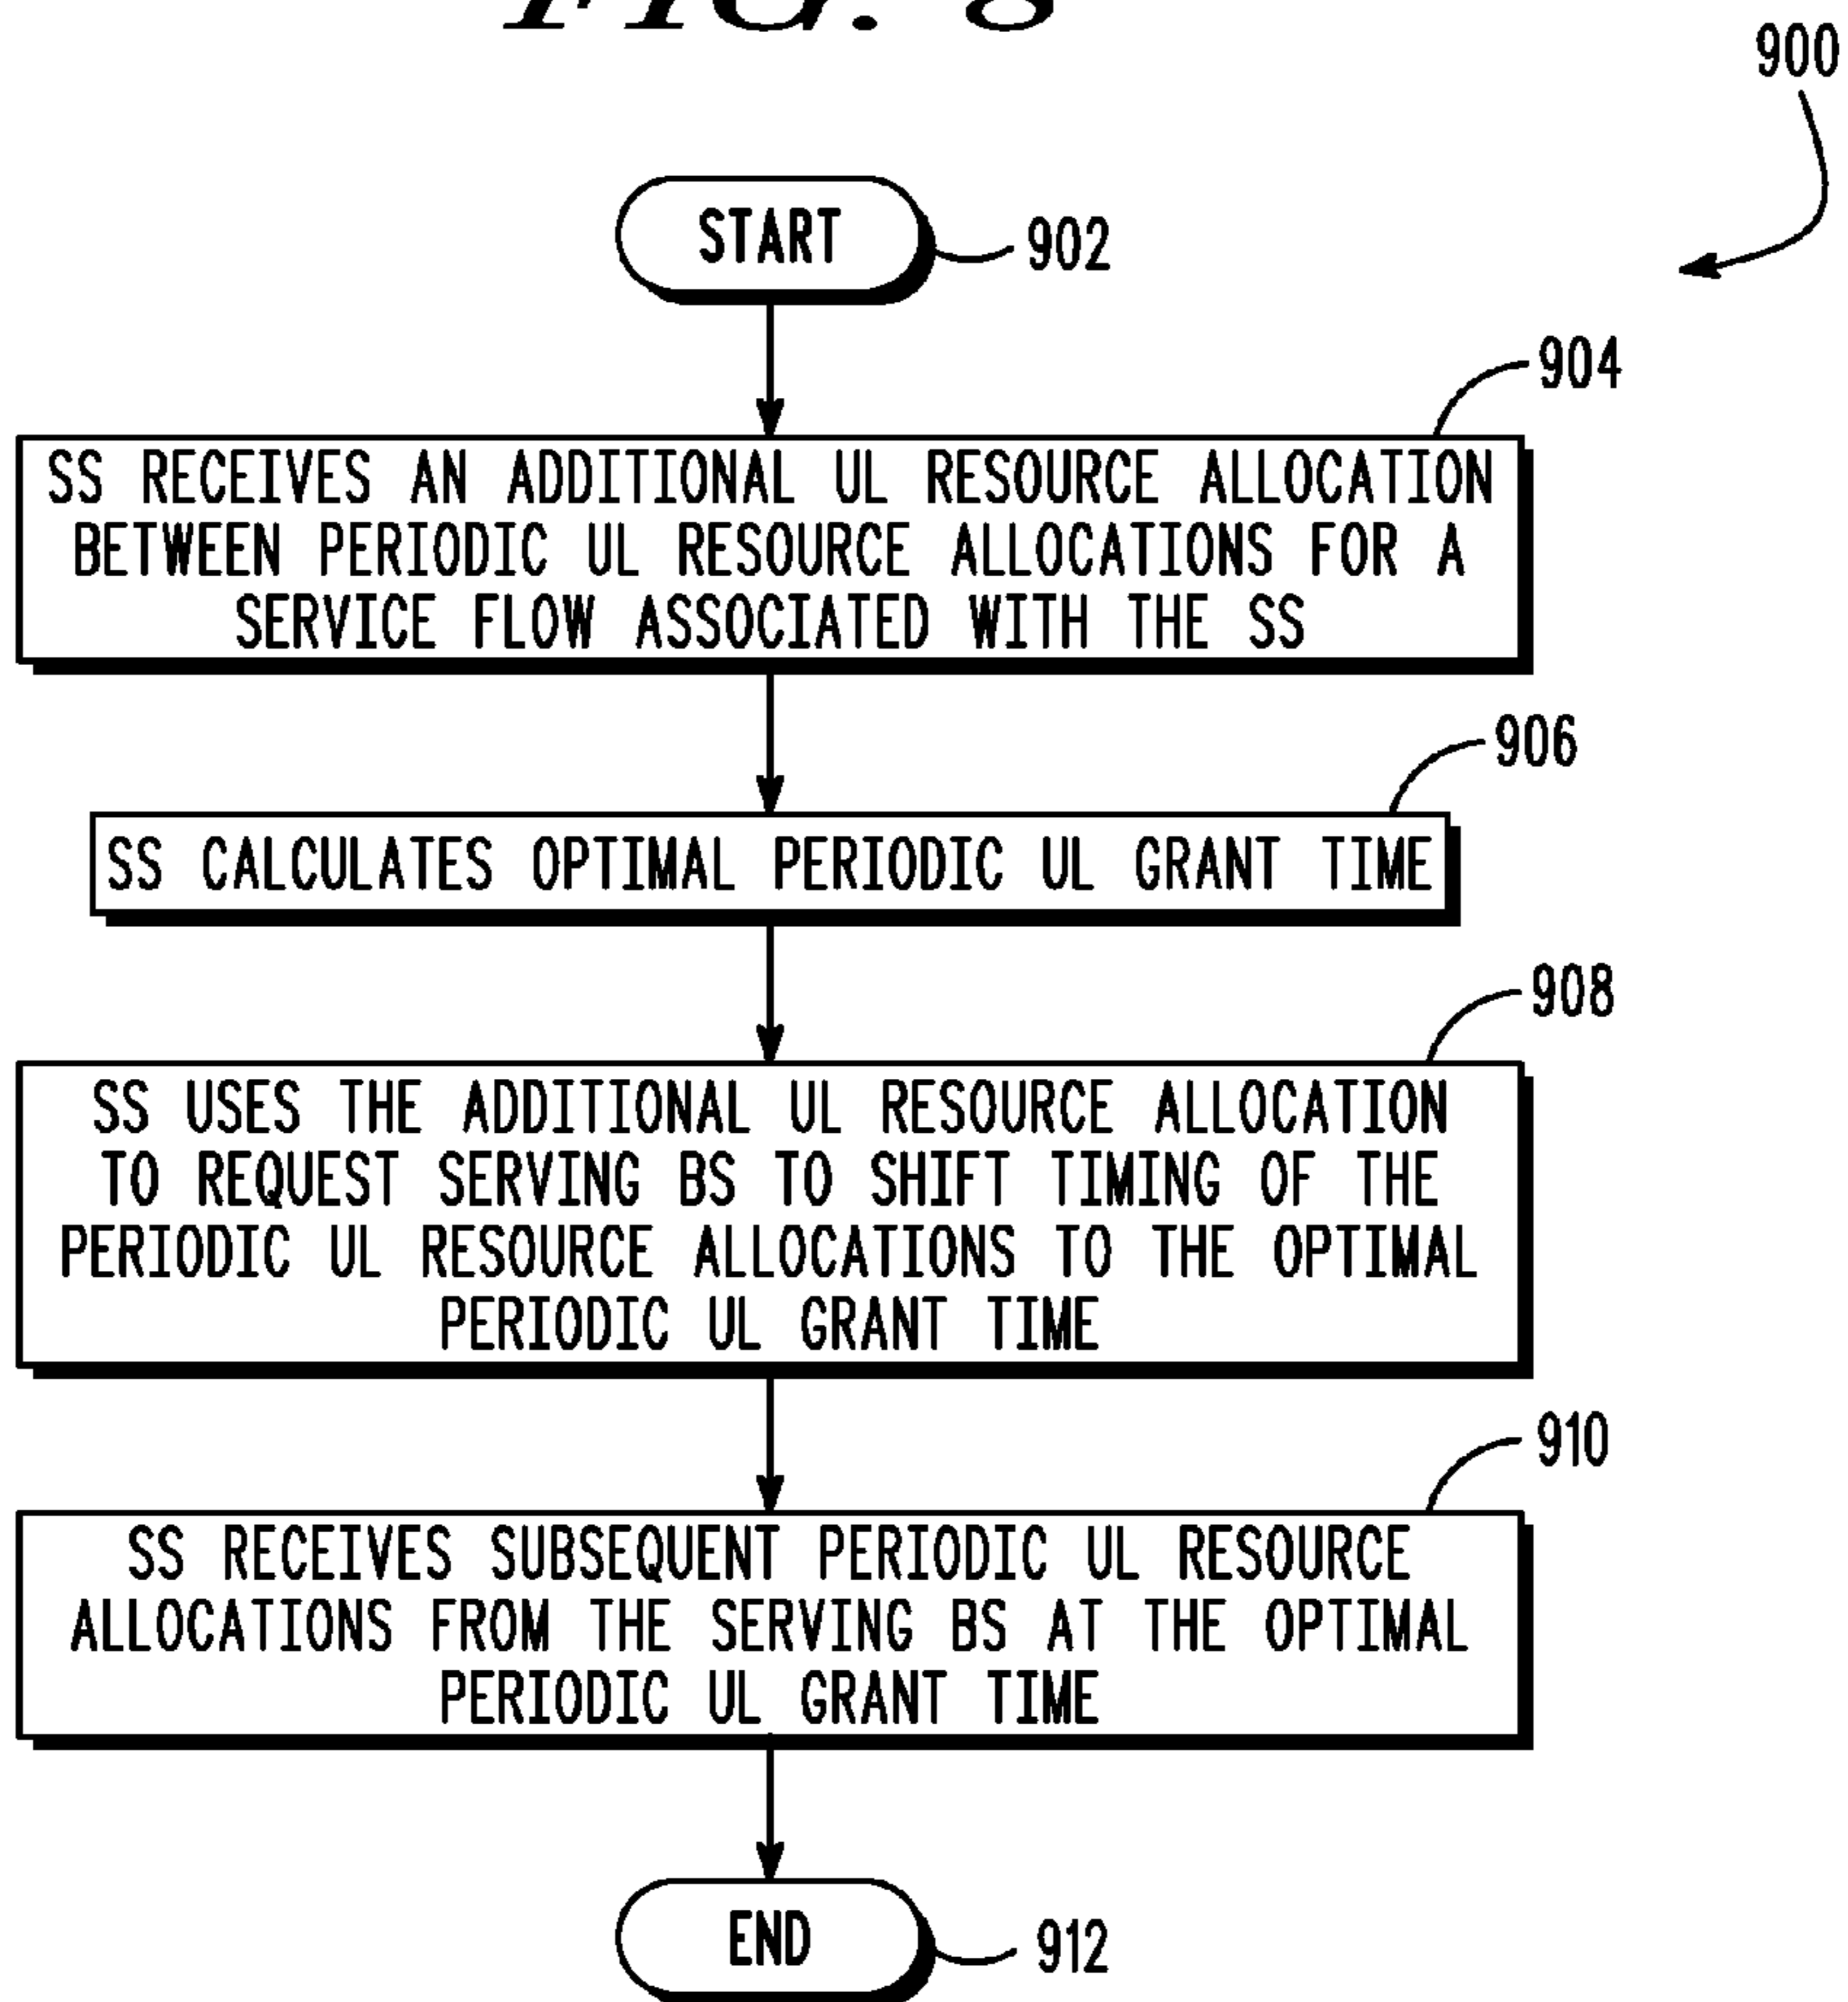 FIG.
900
START
902
904
SS RECEIVES AN ADDITIONAL UL RESOURCE ALLOCATION
BETWEEN PERIODIC UL RESOURCE ALLOCATIONS FOR A
SERVICE FLOW ASSOCIATED WITH THE SS
906
SS CALCULATES OPTIMAL PERIODIC UL GRANT TIME
908
SS USES THE ADDITIONAL UL RESOURCE ALLOCATION
TO REQUEST SERVING BS TO SHIFT TIMING OF THE
PERIODIC UL RESOURCE ALLOCATIONS TO THE OPTIMAL
PERIODIC UL GRANT TIME
910
SS RECEIVES SUBSEQUENT PERIODIC UL RESOURCE
ALLOCATIONS FROM THE SERVING BS AT THE OPTIMAL
PERIODIC UL GRANT TIME
END
912